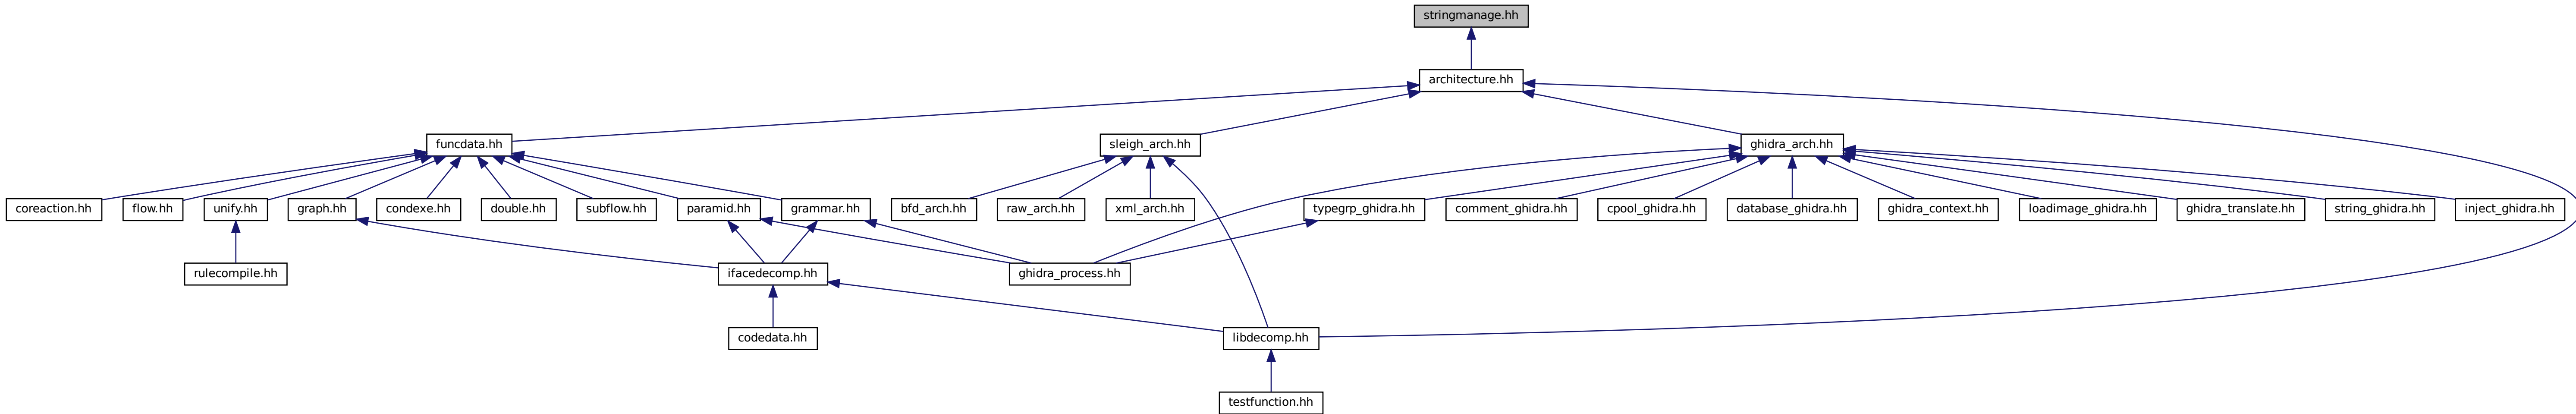 stringmanage.hh
architecture.hh
funcdata.hh
sleigh_arch.hh
ghidra_arch.hh
coreaction.hh
flow.hh
unify.hh
graph.hh
condexe.hh
double.hh
subflow.hh
paramid.hh
grammar.hh
bfd_arch.hh
raw_arch.hh
xml_arch.hh
typegrp_ghidra.hh
comment_ghidra.hh
cpool_ghidra.hh
database_ghidra.hh
ghidra_context.hh
loadimage_ghidra.hh
ghidra_translate.hh
string_ghidra.hh
inject_ghidra.hh
rulecompile.hh
ifacedecomp.hh
ghidra_process.hh
codedata.hh
libdecomp.hh
testfunction.hh